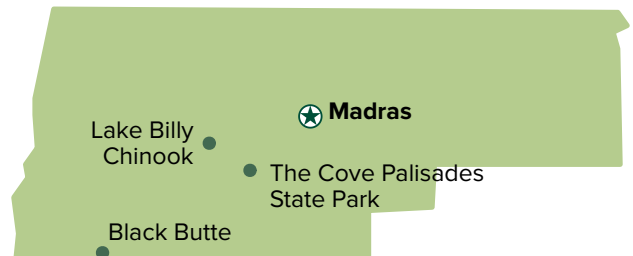 Madras
Lake Billy
Chinook
The Cove Palisades
State Park
Black Butte